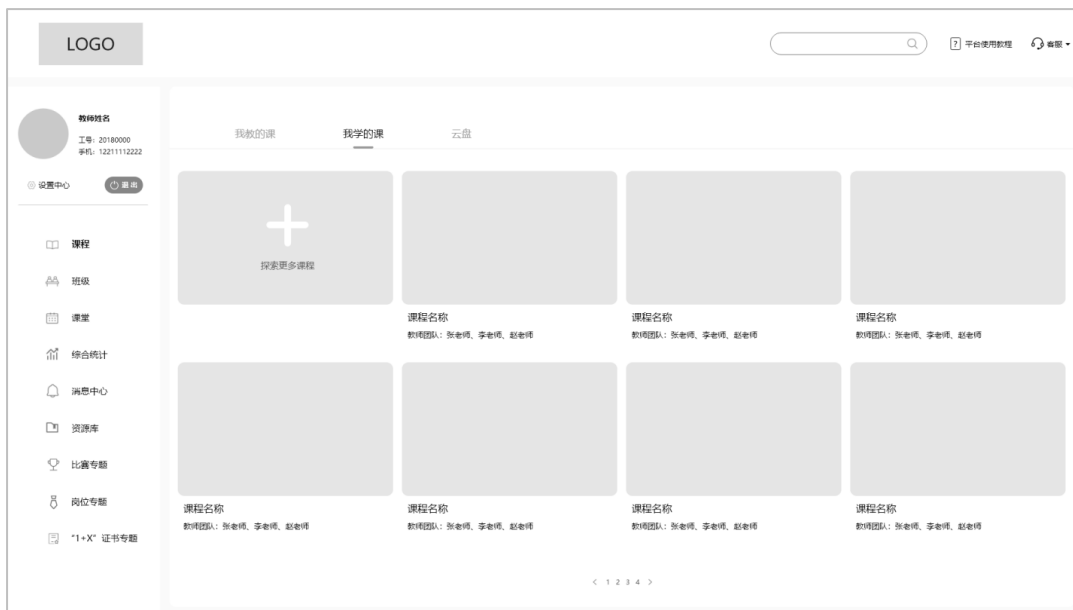 LOGO
? 平台使用教程
客服
教师姓名
工号：20180000
手机：12211112222
设置中心
退出
课程
班级
课堂
综合统计
消息中心
资源库
比赛专题
岗位专题
“1+X”证书专题
我教的课
我学的课
云盘
探索更多课程
课程名称
教师团队：张老师、李老师、赵老师
课程名称
教师团队：张老师、李老师、赵老师
课程名称
教师团队：张老师、李老师、赵老师
课程名称
教师团队：张老师、李老师、赵老师
课程名称
教师团队：张老师、李老师、赵老师
课程名称
教师团队：张老师、李老师、赵老师
课程名称
教师团队：张老师、李老师、赵老师
< 1 2 3 4 >